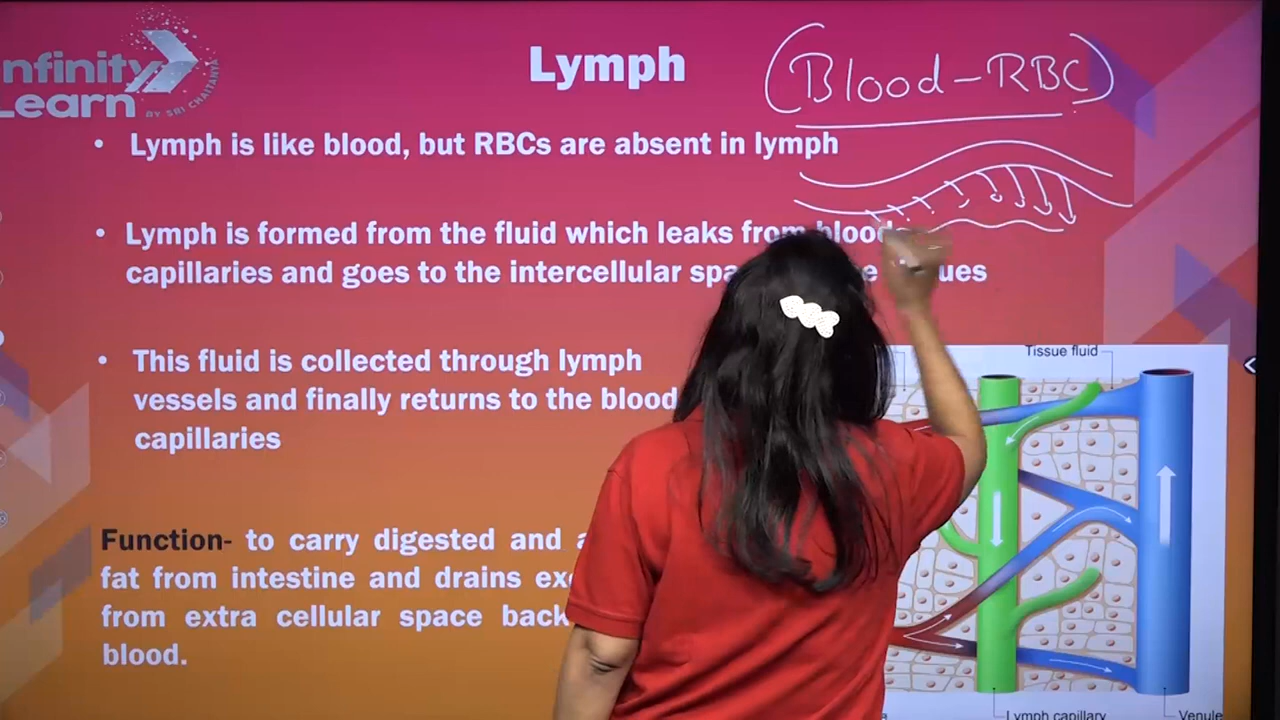 nfinity
Learn
BY SRI CHAITANYA
Lymph
(Blood-RBC)
• Lymph is like blood, but RBCs are absent in lymph
• Lymph is formed from the fluid which leaks from blood
capillaries and goes to the intercellular
• This fluid is collected through lymph
vessels and finally returns to the blood
capillaries
Function- to carry digested and
fat from intestine and drains
from extra cellular space back
blood.
Tissue fluid
Lymph capillary
Venule